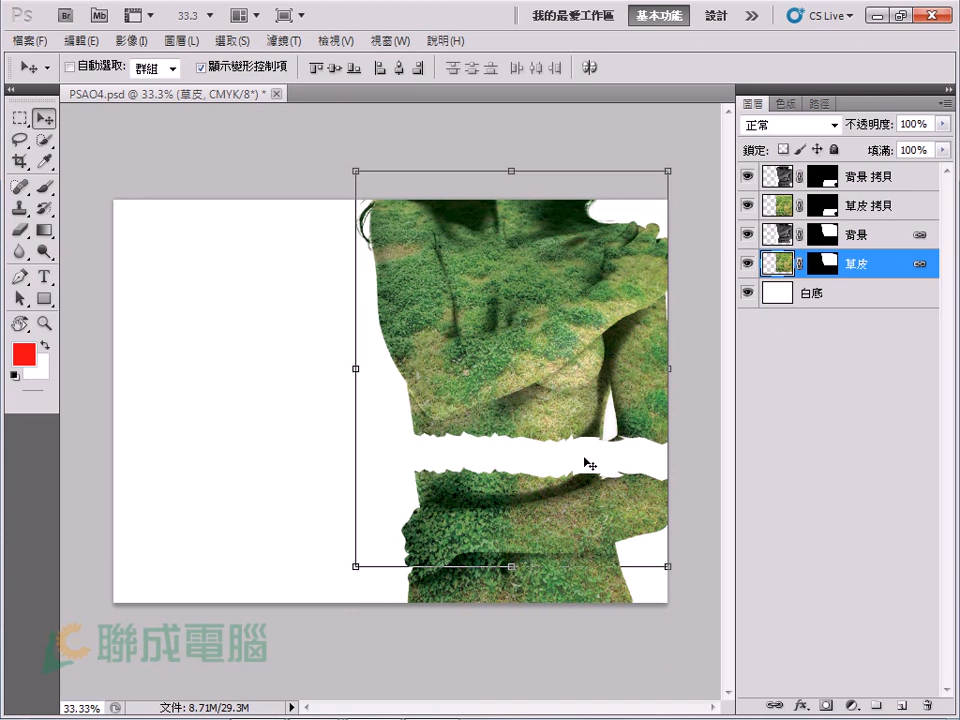 Ps Br Mb 33.3 我的最愛工作區 基本功能 設計 CS Live
檔案(F) 編輯(E) 影像(I) 圖層(L) 選取(S) 濾鏡(T) 檢視(V) 視窗(W) 說明(H)
自動選取: 群組 顯示變形控制項
PSAO4.psd @ 33.3% (草皮, CMYK/8*) *
圖層 色版 路徑
正常 不透明度: 100%
鎖定: 填滿: 100%
背景 拷貝
草皮 拷貝
背景
草皮
白底
T
聯成電腦
33.33% 文件: 8.71M/29.3M
fx